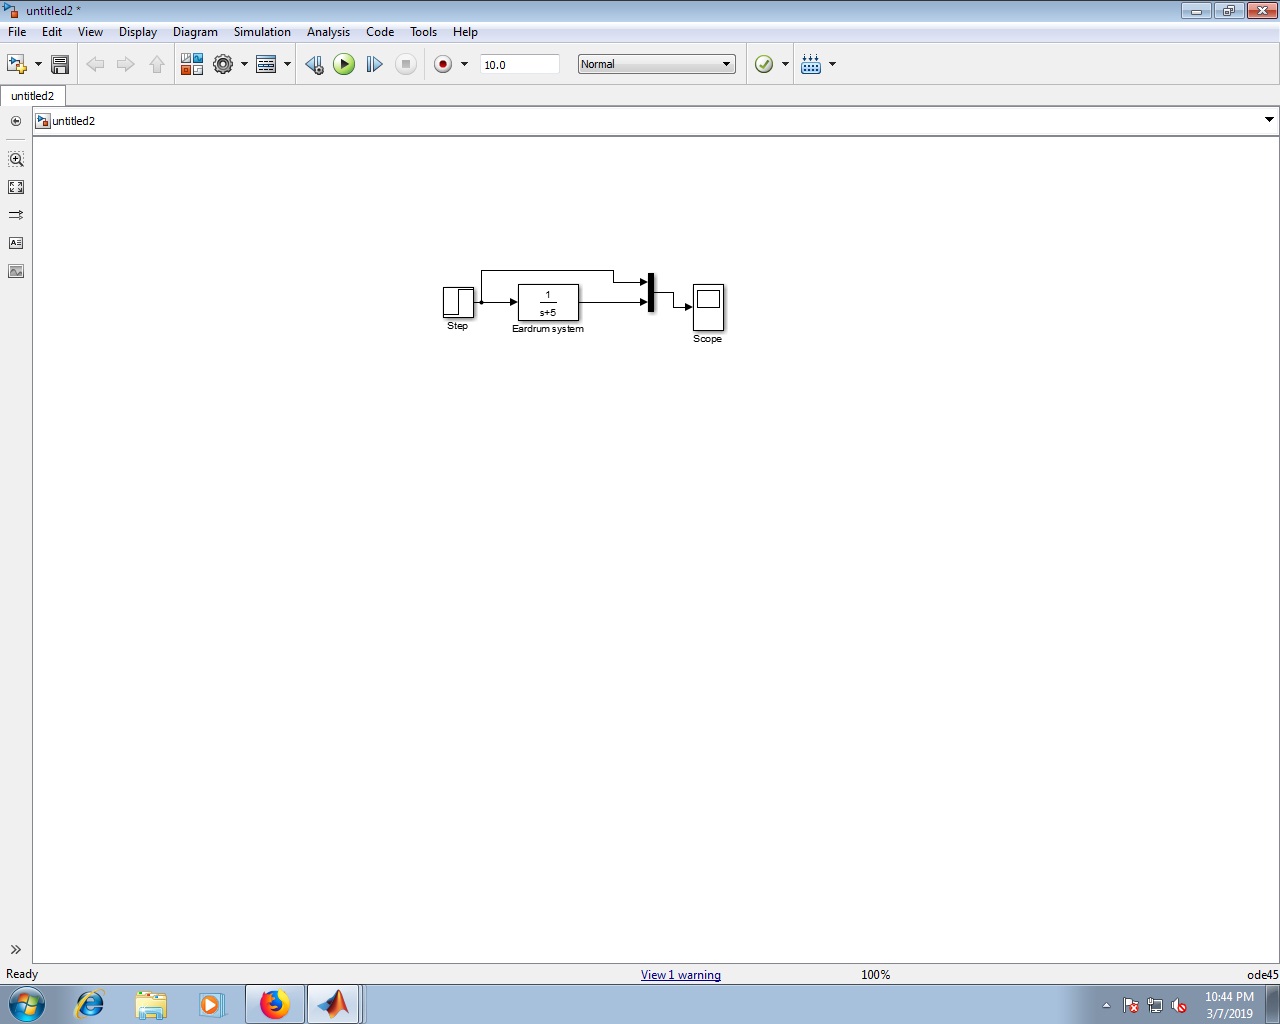 untitled2 *
File Edit View Display Diagram Simulation Analysis Code Tools Help
10.0 Normal
untitled2
untitled2
1
s+5
Step
Eardrum system
Scope
Ready View 1 warning 100% ode45
10:44 PM
3/7/2019